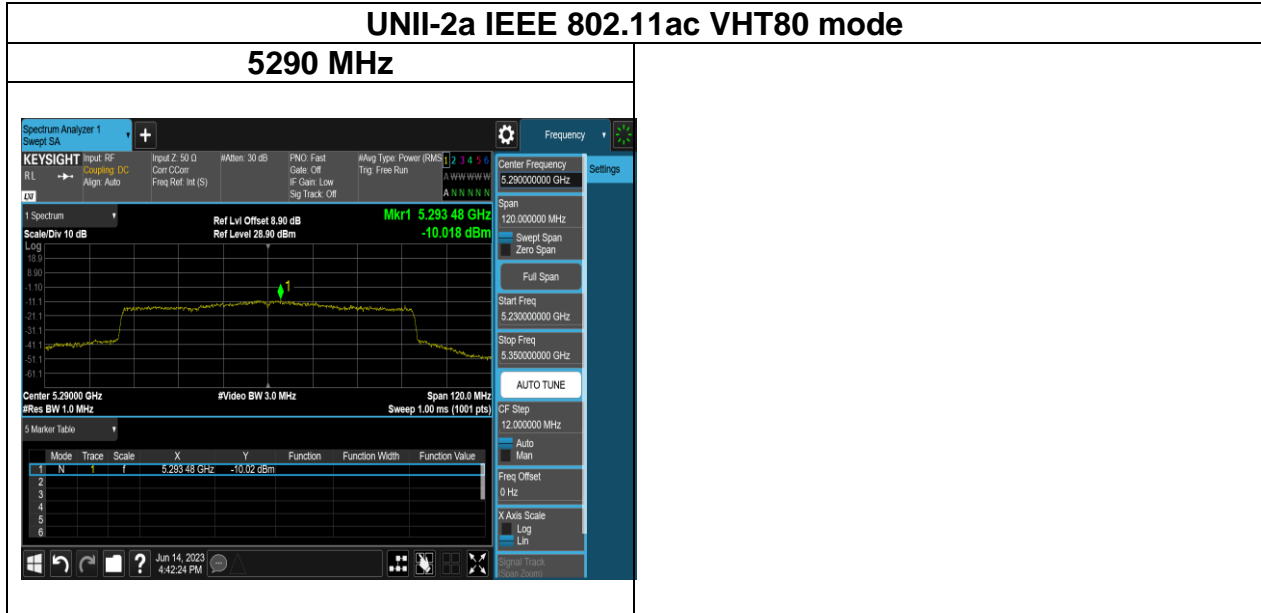 UNII-2a IEEE 802.11ac VHT80 mode
5290 MHz
Spectrum Analyzer 1
Swept SA
Frequency
KEYSIGHT
RL
LXI
Input: RF
Coupling: DC
Align: Auto
Input Z: 50 Ω
Corr CCorr
Freq Ref: Int (S)
#Atten: 30 dB
PNO: Fast
Gate: Off
IF Gain: Low
Sig Track: Off
#Avg Type: Power (RMS
Trig: Free Run
1 2 3 4 5 6
A W W W W W
A N N N N N
1 Spectrum
Scale/Div 10 dB
Ref Lvl Offset 8.90 dB
Ref Level 28.90 dBm
Mkr1 5.293 48 GHz
-10.018 dBm
Log
18.9
8.90
-1.10
-11.1
-21.1
-31.1
-41.1
-51.1
-61.1
1
Center 5.29000 GHz
#Video BW 3.0 MHz
Span 120.0 MHz
#Res BW 1.0 MHz
Sweep 1.00 ms (1001 pts)
5 Marker Table
Mode Trace Scale X Y Function Function Width Function Value
1 N 1 f 5.293 48 GHz -10.02 dBm
2
3
4
5
6
Center Frequency
5.290000000 GHz
Settings
Span
120.000000 MHz
Swept Span
Zero Span
Full Span
Start Freq
5.230000000 GHz
Stop Freq
5.350000000 GHz
AUTO TUNE
CF Step
12.000000 MHz
Auto
Man
Freq Offset
0 Hz
X Axis Scale
Log
Lin
Signal Track
(Span Zoom)
?
Jun 14, 2023
4:42:24 PM